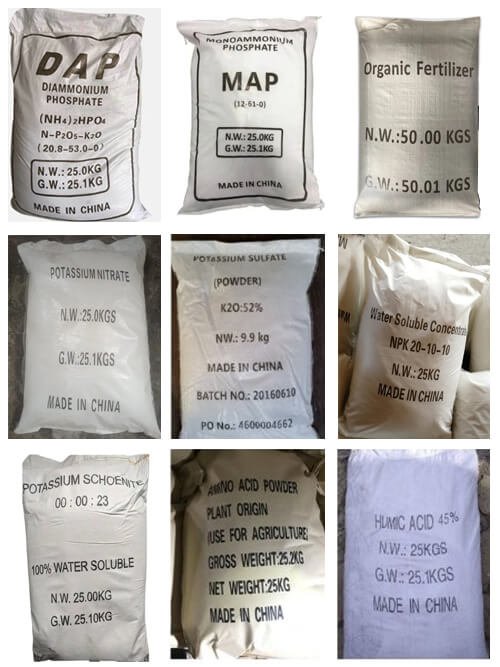 DAP
DIAMMONIUM
PHOSPHATE
(NH₄)₂HPO₄
N-P₂O₅-K₂O
(20.8-53.0-0)
N.W.: 25.0KG
G.W.: 25.1KG
MADE IN CHINA
MONOAMMONIUM
PHOSPHATE
MAP
(12-61-0)
N.W.: 25.0KG
G.W.: 25.1KG
MADE IN CHINA
Organic Fertilizer
N.W.:50.00 KGS
G.W.:50.01 KGS
POTASSIUM NITRATE
N.W.:25.0KGS
G.W.:25.1KGS
MADE IN CHINA
POTASSIUM SULFATE
(POWDER)
K2O:52%
NW.: 9.9 kg
MADE IN CHINA
BATCH NO.: 20160610
PO No.: 4600004662
Water Soluble Concentrate
NPK 20-10-10
N.W.: 25KG
MADE IN CHINA
POTASSIUM SCHOENITE
00 : 00 : 23
100% WATER SOLUBLE
N.W. 25.00KG
G.W. 25.10KG
AMINO ACID POWDER
PLANT ORIGIN
(USE FOR AGRICULTURE)
GROSS WEIGHT:25.2KG
NET WEIGHT:25KG
MADE IN CHINA
HUMIC ACID 45%
N.W.: 25KGS
G.W.: 25.1KGS
MADE IN CHINA